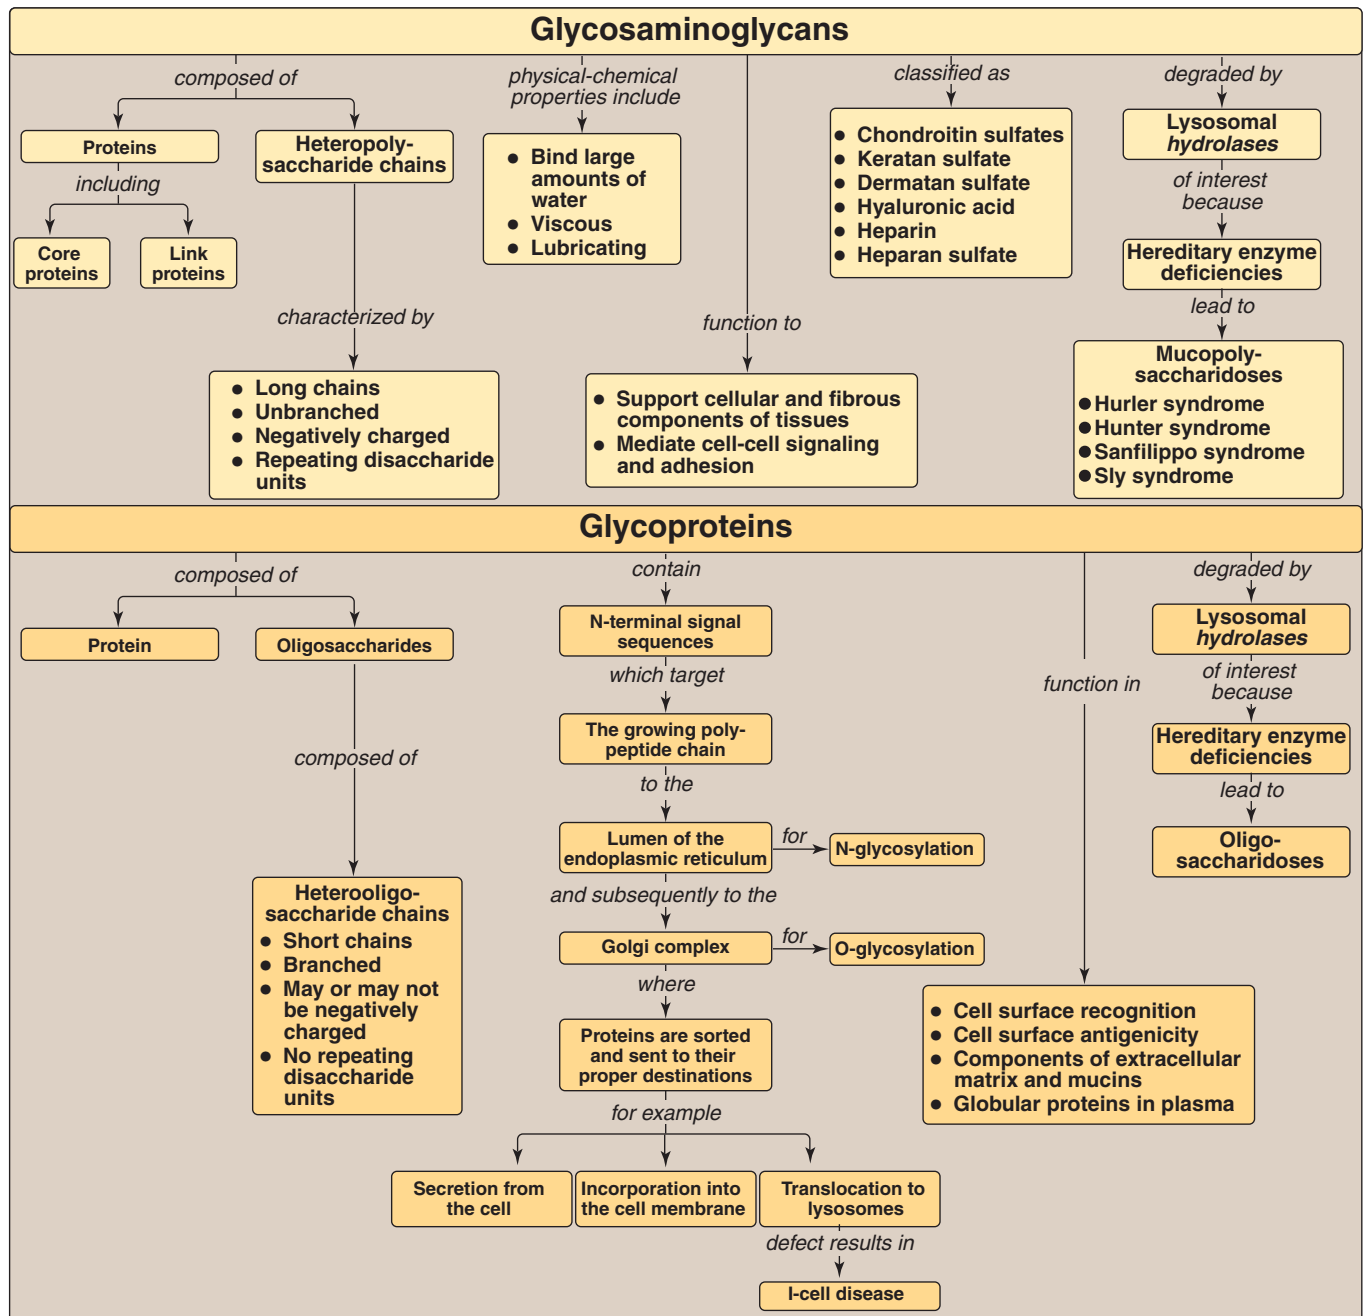 Glycosaminoglycans
composed of
Proteins
including
Core
proteins
Link
proteins
Heteropoly-
saccharide chains
characterized by
● Long chains
● Unbranched
● Negatively charged
● Repeating disaccharide
units
physical-chemical
properties include
● Bind large
amounts of
water
● Viscous
● Lubricating
function to
● Support cellular and fibrous
components of tissues
● Mediate cell-cell signaling
and adhesion
classified as
● Chondroitin sulfates
● Keratan sulfate
● Dermatan sulfate
● Hyaluronic acid
● Heparin
● Heparan sulfate
degraded by
Lysosomal
hydrolases
of interest
because
Hereditary enzyme
deficiencies
lead to
Mucopoly-
saccharidoses
● Hurler syndrome
● Hunter syndrome
● Sanfilippo syndrome
● Sly syndrome
Glycoproteins
composed of
Protein
Oligosaccharides
composed of
Heterooligo-
saccharide chains
● Short chains
● Branched
● May or may not
be negatively
charged
● No repeating
disaccharide
units
contain
N-terminal signal
sequences
which target
The growing poly-
peptide chain
to the
Lumen of the
endoplasmic reticulum
for
N-glycosylation
and subsequently to the
Golgi complex
for
O-glycosylation
where
Proteins are sorted
and sent to their
proper destinations
for example
Secretion from
the cell
Incorporation into
the cell membrane
Translocation to
lysosomes
defect results in
I-cell disease
function in
● Cell surface recognition
● Cell surface antigenicity
● Components of extracellular
matrix and mucins
● Globular proteins in plasma
degraded by
Lysosomal
hydrolases
of interest
because
Hereditary enzyme
deficiencies
lead to
Oligo-
saccharidoses